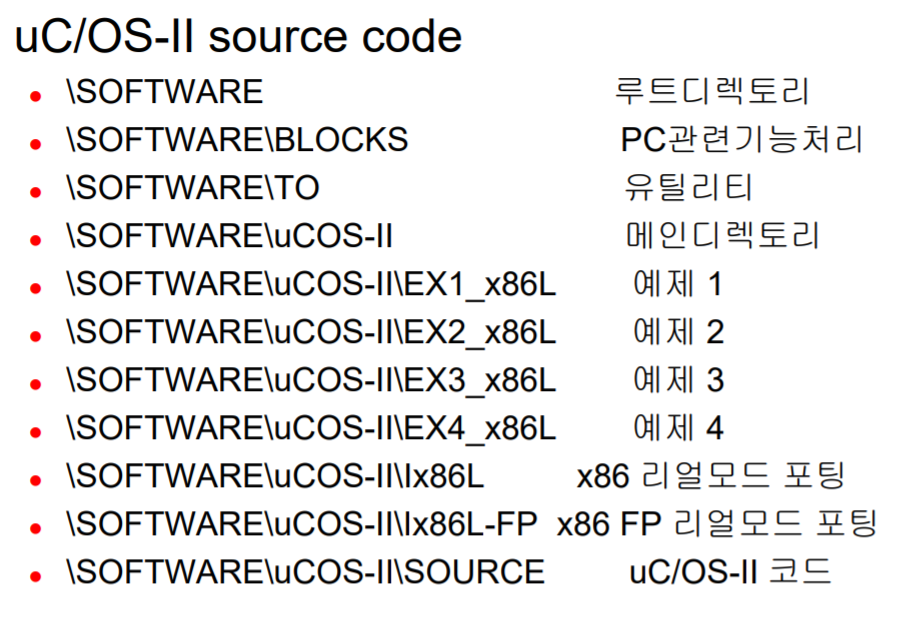 uC/OS-II source code
• \SOFTWARE 루트디렉토리
• \SOFTWARE\BLOCKS PC관련기능처리
• \SOFTWARE\TO 유틸리티
• \SOFTWARE\uCOS-II 메인디렉토리
• \SOFTWARE\uCOS-II\EX1_x86L 예제 1
• \SOFTWARE\uCOS-II\EX2_x86L 예제 2
• \SOFTWARE\uCOS-II\EX3_x86L 예제 3
• \SOFTWARE\uCOS-II\EX4_x86L 예제 4
• \SOFTWARE\uCOS-II\Ix86L x86 리얼모드 포팅
• \SOFTWARE\uCOS-II\Ix86L-FP x86 FP 리얼모드 포팅
• \SOFTWARE\uCOS-II\SOURCE uC/OS-II 코드